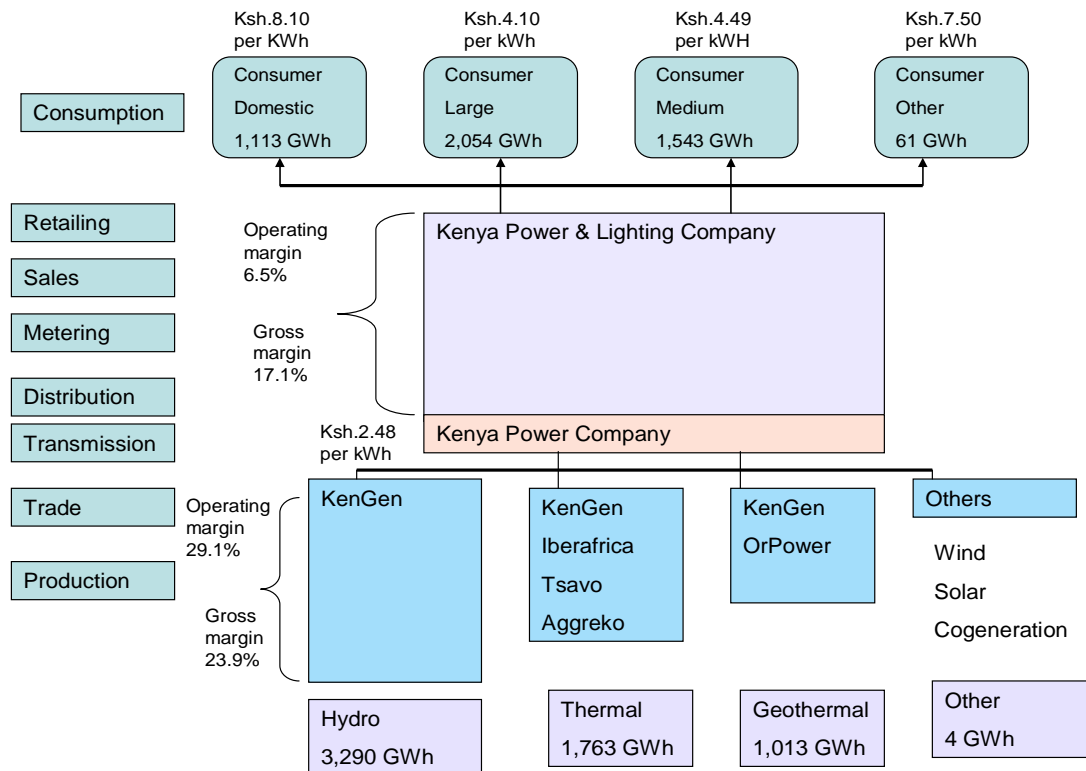 Ksh.8.10
per KWh
Ksh.4.10
per kWh
Ksh.4.49
per kWH
Ksh.7.50
per kWh
Consumption
Consumer
Domestic
1,113 GWh
Consumer
Large
2,054 GWh
Consumer
Medium
1,543 GWh
Consumer
Other
61 GWh
Retailing
Sales
Metering
Distribution
Transmission
Trade
Production
Operating
margin
6.5%
Gross
margin
17.1%
Kenya Power & Lighting Company
Kenya Power Company
Ksh.2.48
per kWh
Operating
margin
29.1%
Gross
margin
23.9%
KenGen
KenGen
Iberafrica
Tsavo
Aggreko
KenGen
OrPower
Others
Wind
Solar
Cogeneration
Hydro
3,290 GWh
Thermal
1,763 GWh
Geothermal
1,013 GWh
Other
4 GWh